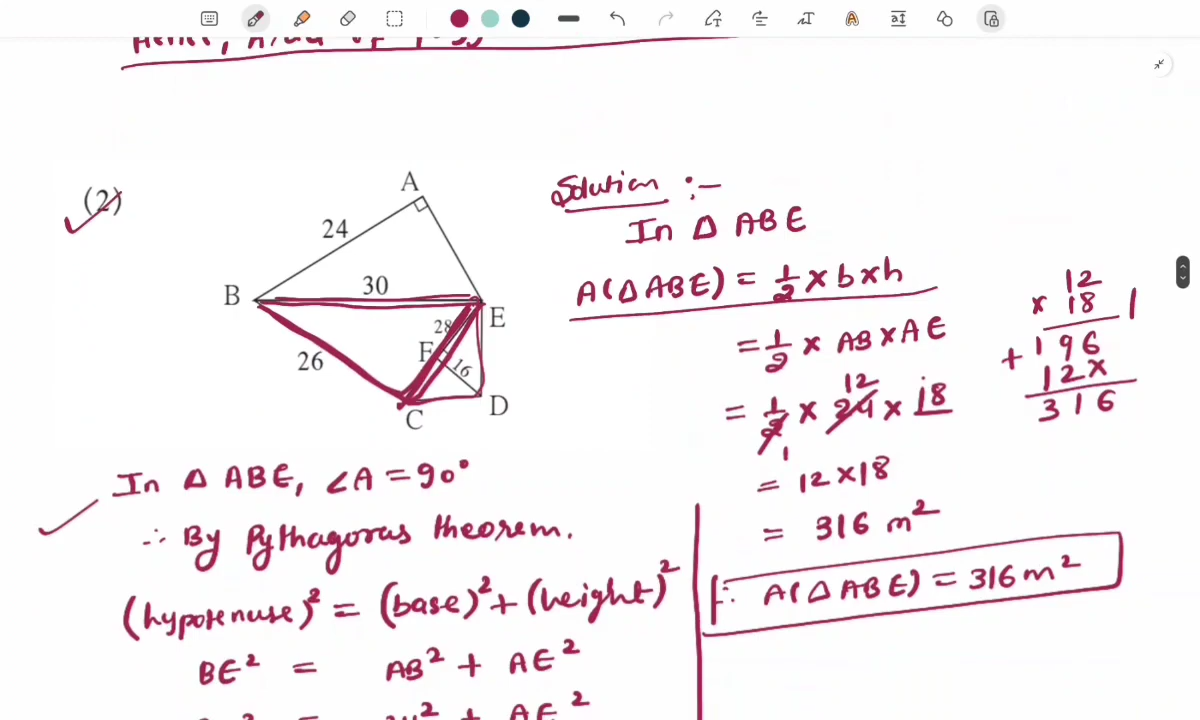 (2)
A
24
B
30
E
28
F
16
26
D
C
Solution :-
In Δ ABE
A(Δ ABE) = 1/2 × b × h
= 1/2 × AB × AE
12
= 1/2 × 24 × 18
1
= 12 × 18
= 316 m²
∴ A(Δ ABE) = 316 m²
12
× 18 1
196
+ 12×
316
In Δ ABE, ∠A = 90°
∴ By Pythagoras theorem.
(hypotenuse)² = (base)² + (height)²
BE² = AB² + AE²